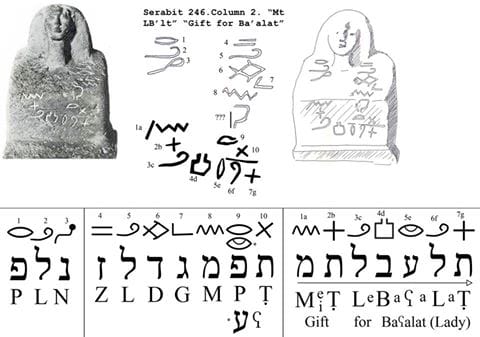 Serabit 246.Column 2. “Mt
LB’lt” “Gift for Ba’alat”
1
2
3
4
5
6
7
8
???
9
10
1a
2b
3c
4d
5e
6f
7g
1 2 3
נלפ
P L N
4 5 6 7 8 9 10
תפמגדלז
Z L D G M P Ṭ
*ע ʕ
1a 2b 3c 4d 5e 6f 7g
תלעבלתמ
MeiṬ LeBaʕaLaṬ
Gift for Baʕalat (Lady)